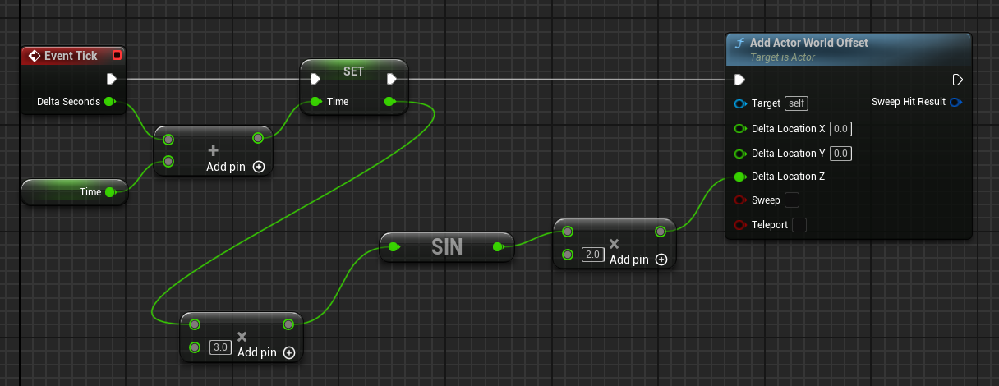 Event Tick
Delta Seconds
+
Add pin
Time
SET
Time
×
3.0
Add pin
SIN
×
2.0
Add pin
f Add Actor World Offset
Target is Actor
Target self
Sweep Hit Result
Delta Location X 0.0
Delta Location Y 0.0
Delta Location Z
Sweep
Teleport